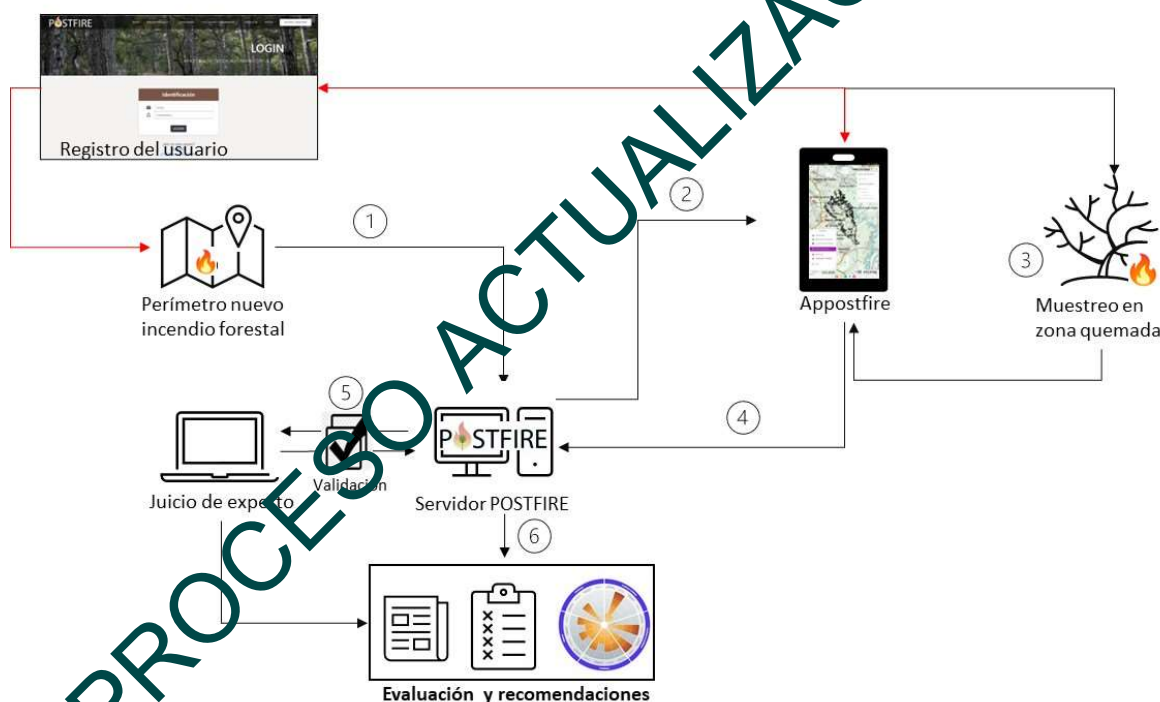 POSTFIRE
LOGIN
Identificación
Registro del usuario
1
2
Perímetro nuevo
incendio forestal
Appostfire
3
Muestreo en
zona quemada
5
4
POSTFIRE
Validación
Juicio de experto
Servidor POSTFIRE
6
Evaluación y recomendaciones
PROCESO ACTUALIZAC